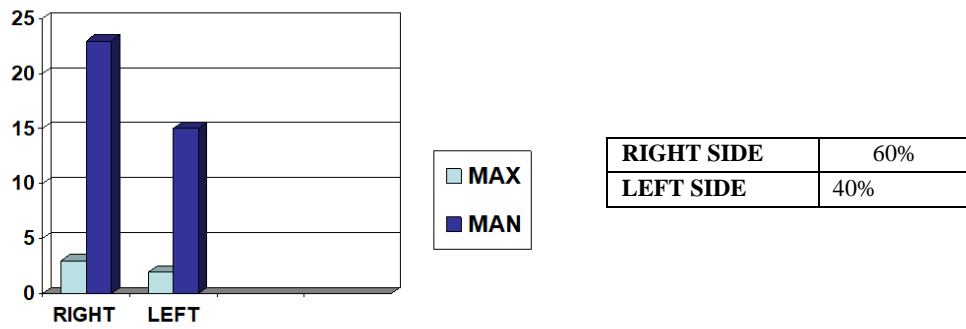 25
20
15
10
5
0
RIGHT LEFT
MAX
MAN
RIGHT SIDE 60%
LEFT SIDE 40%